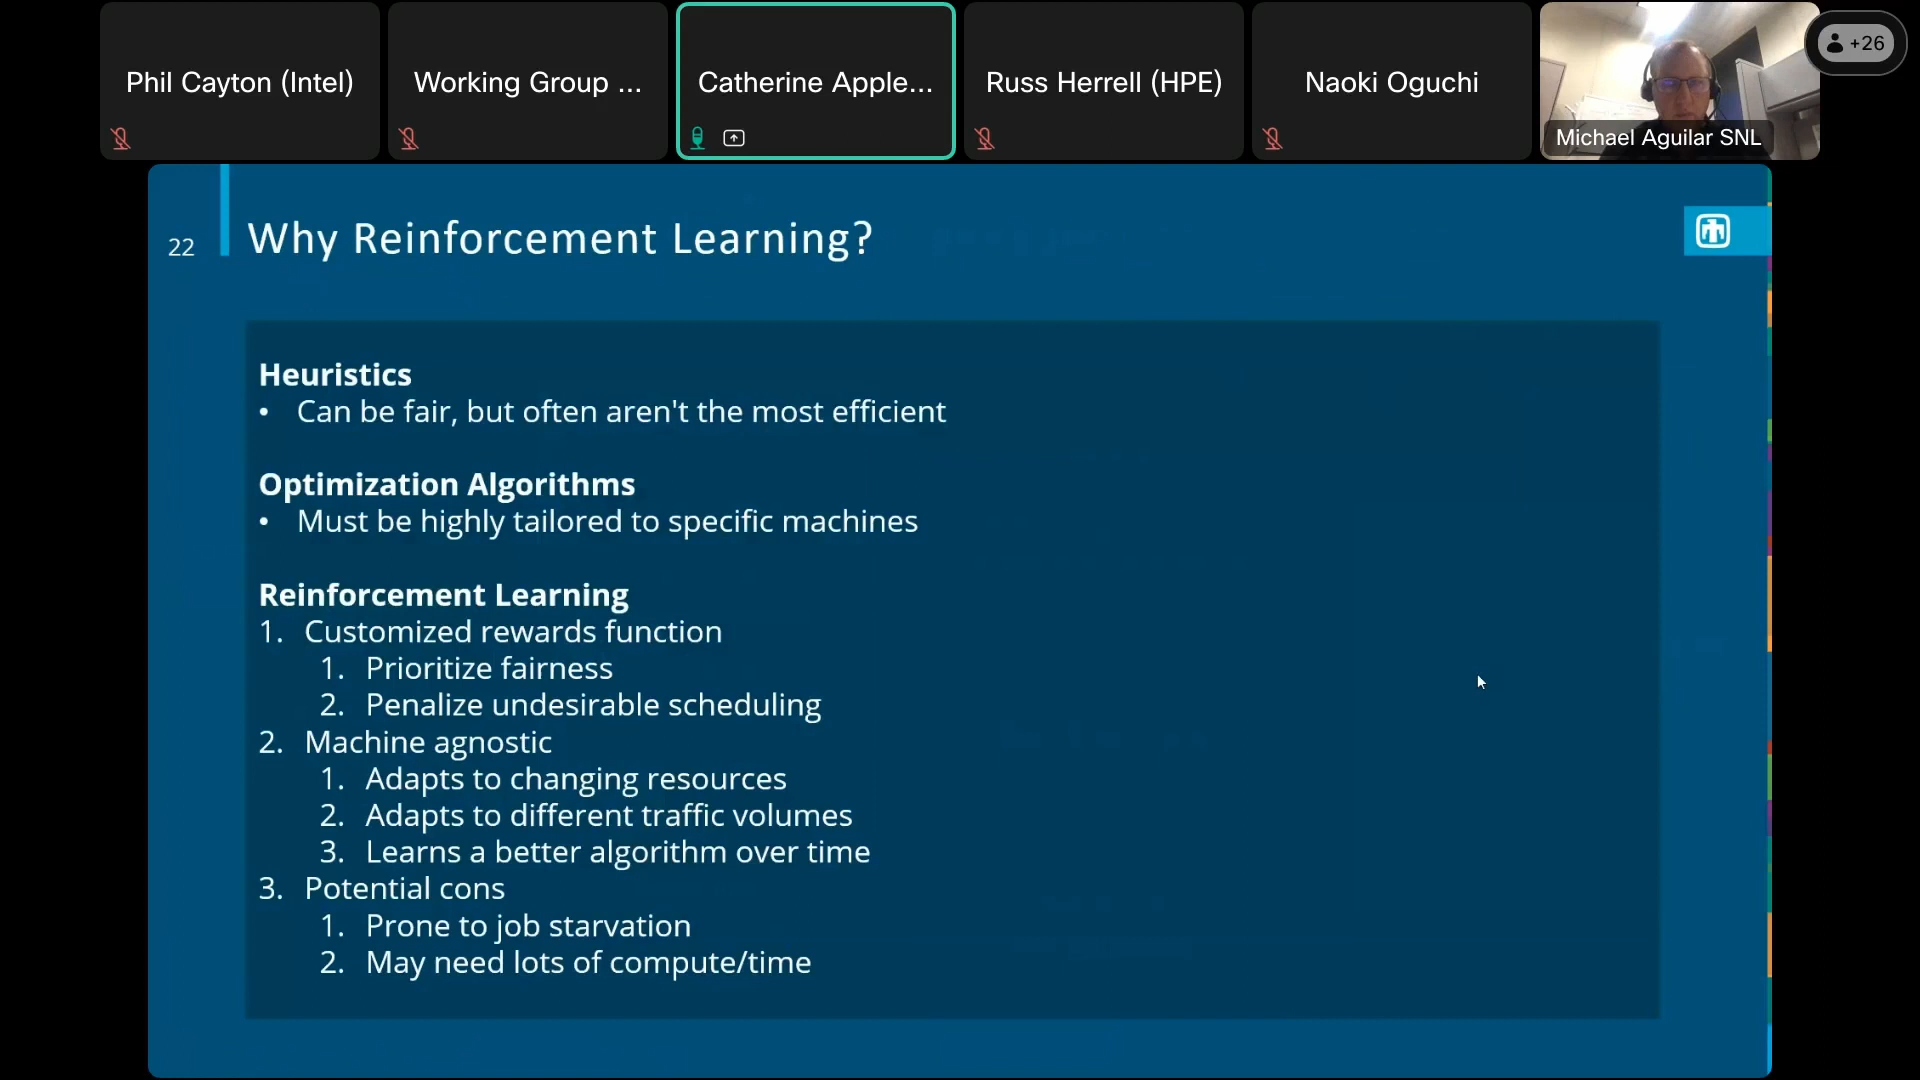 Phil Cayton (Intel)
Working Group ...
Catherine Apple...
Russ Herrell (HPE)
Naoki Oguchi
Michael Aguilar SNL
+26
22
Why Reinforcement Learning?
Heuristics
• Can be fair, but often aren't the most efficient
Optimization Algorithms
• Must be highly tailored to specific machines
Reinforcement Learning
1. Customized rewards function
1. Prioritize fairness
2. Penalize undesirable scheduling
2. Machine agnostic
1. Adapts to changing resources
2. Adapts to different traffic volumes
3. Learns a better algorithm over time
3. Potential cons
1. Prone to job starvation
2. May need lots of compute/time